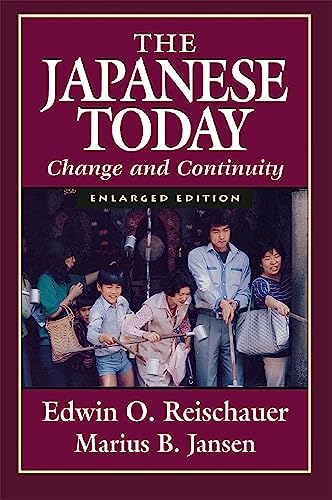 THE
JAPANESE
TODAY
Change and Continuity
ENLARGED EDITION
Edwin O. Reischauer
Marius B. Jansen